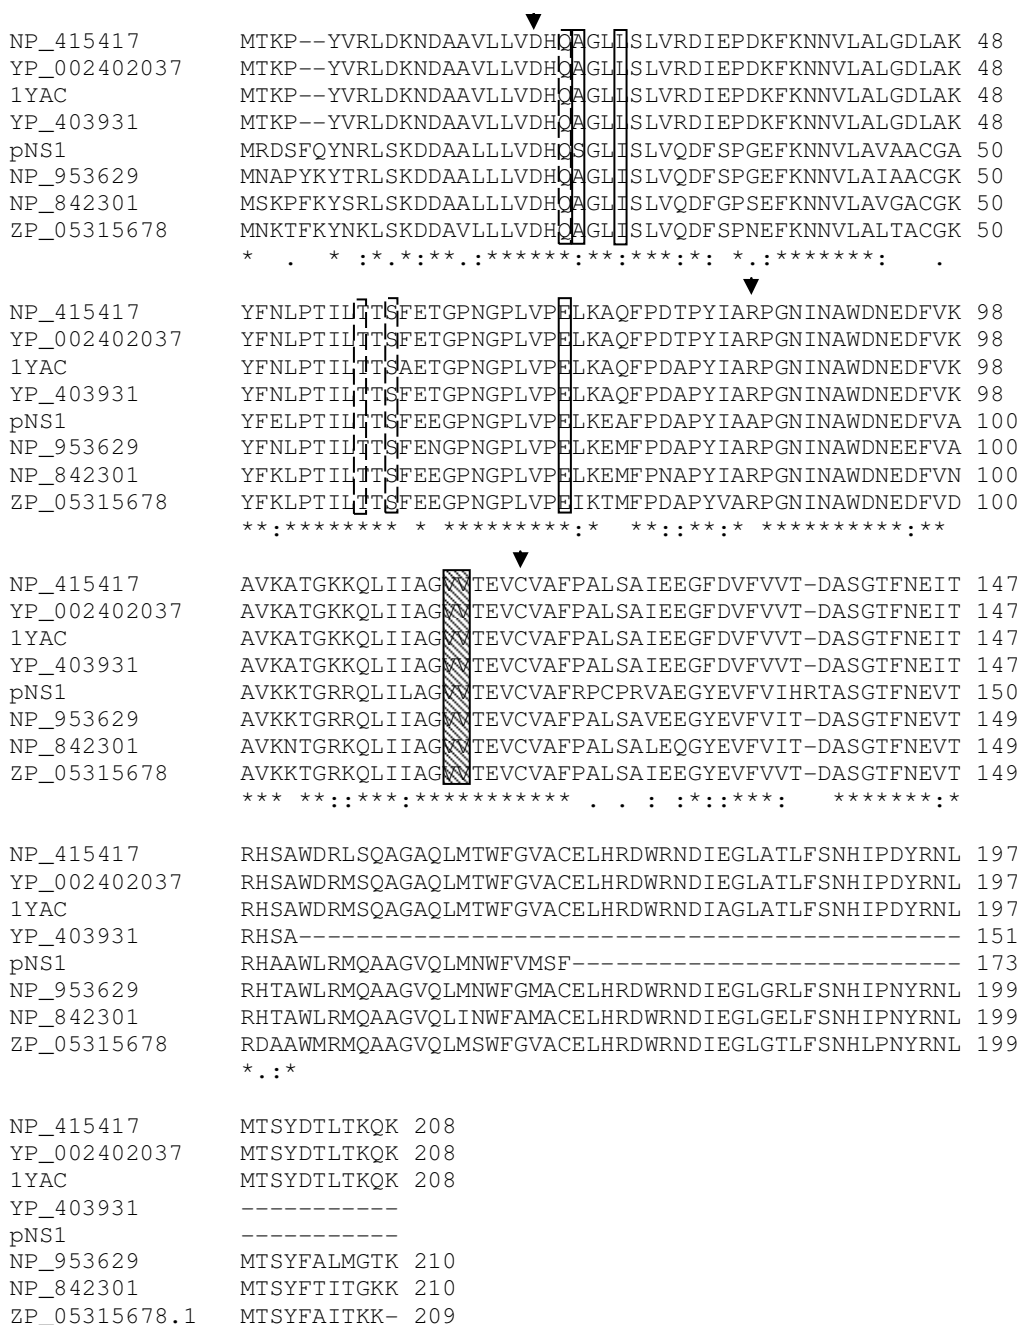 NP_415417 MTKP--YVRLDKNDAAVLLVDHQAGLLSLVRDIEPDKFKNNVLALGDLAK 48
YP_002402037 MTKP--YVRLDKNDAAVLLVDHQAGLLSLVRDIEPDKFKNNVLALGDLAK 48
1YAC MTKP--YVRLDKNDAAVLLVDHQAGLLSLVRDIEPDKFKNNVLALGDLAK 48
YP_403931 MTKP--YVRLDKNDAAVLLVDHQAGLLSLVRDIEPDKFKNNVLALGDLAK 48
pNS1 MRDSFQYNRLSKDDAALLLVDHQSGLISLVQDFSPGEFKNNVLAVAACGA 50
NP_953629 MNAPYKYTRLSKDDAALLLVDHQAGLISLVQDFSPGEFKNNVLAIAACGK 50
NP_842301 MSKPFKYSRLSKDDAALLLVDHQAGLISLVQDFGPSEFKNNVLAVGACGK 50
ZP_05315678 MNKTFKYNKLSKDDAVLLLVDHQAGLISLVQDFSPNEFKNNVLALTACGK 50
* . * :*.*:**.:******:**:***:*: *.:*******: .
NP_415417 YFNLPTILTTSFETGPNGPLVPELKAQFPDTPYIARPGNINAWDNEDFVK 98
YP_002402037 YFNLPTILTTSFETGPNGPLVPELKAQFPDTPYIARPGNINAWDNEDFVK 98
1YAC YFNLPTILTTSAETGPNGPLVPELKAQFPDAPYIARPGNINAWDNEDFVK 98
YP_403931 YFNLPTILTTSFETGPNGPLVPELKAQFPDAPYIARPGNINAWDNEDFVK 98
pNS1 YFELPTILTTSFEEGPNGPLVPELKEAFPDAPYIAAPGNINAWDNEDFVA 100
NP_953629 YFNLPTILTTSFENGPNGPLVPELKEMFPDAPYIARPGNINAWDNEEFVA 100
NP_842301 YFKLPTILTTSFEEGPNGPLVPELKEMFPNAPYIARPGNINAWDNEDFVN 100
ZP_05315678 YFKLPTILTTSFEEGPNGPLVPEIKTMFPDAPYVARPGNINAWDNEDFVD 100
**:******** * *********:* **::**:* **********:**
NP_415417 AVKATGKKQLIIAGVVTEVCVAFPALSAIEEGFDVFVVT-DASGTFNEIT 147
YP_002402037 AVKATGKKQLIIAGVVTEVCVAFPALSAIEEGFDVFVVT-DASGTFNEIT 147
1YAC AVKATGKKQLIIAGVVTEVCVAFPALSAIEEGFDVFVVT-DASGTFNEIT 147
YP_403931 AVKATGKKQLIIAGVVTEVCVAFPALSAIEEGFDVFVVT-DASGTFNEIT 147
pNS1 AVKKTGRRQLILAGVVTEVCVAFRPCPRVAEGYEVFVIHRTASGTFNEVT 150
NP_953629 AVKKTGRRQLIIAGVVTEVCVAFPALSAVEEGYEVFVIT-DASGTFNEVT 149
NP_842301 AVKNTGRKQLIIAGVVTEVCVAFPALSALEQGYEVFVIT-DASGTFNEVT 149
ZP_05315678 AVKKTGRKQLIIAGVVTEVCVAFPALSAIEEGYEVFVVT-DASGTFNEVT 149
*** **::***:*********** . . : :*::***: *******:*
NP_415417 RHSAWDRLSQAGAQLMTWFGVACELHRDWRNDIEGLATLFSNHIPDYRNL 197
YP_002402037 RHSAWDRMSQAGAQLMTWFGVACELHRDWRNDIEGLATLFSNHIPDYRNL 197
1YAC RHSAWDRMSQAGAQLMTWFGVACELHRDWRNDIAGLATLFSNHIPDYRNL 197
YP_403931 RHSA---------------------------------------------- 151
pNS1 RHAAWLRMQAAGVQLMNWFVMSF--------------------------- 173
NP_953629 RHTAWLRMQAAGVQLMNWFGMACELHRDWRNDIEGLGRLFSNHIPNYRNL 199
NP_842301 RHTAWLRMQAAGVQLINWFAMACELHRDWRNDIEGLGELFSNHIPNYRNL 199
ZP_05315678 RDAAWMRMQAAGVQLMSWFGVACELHRDWRNDIEGLGTLFSNHLPNYRNL 199
*.:*
NP_415417 MTSYDTLTKQK 208
YP_002402037 MTSYDTLTKQK 208
1YAC MTSYDTLTKQK 208
YP_403931 -----------
pNS1 -----------
NP_953629 MTSYFALMGTK 210
NP_842301 MTSYFTITGKK 210
ZP_05315678.1 MTSYFAITKK- 209